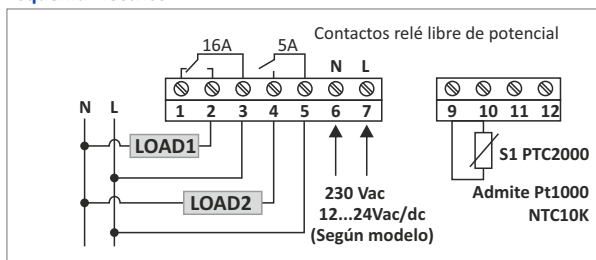 Contactos relé libre de potencial
16A 5A N L
N L 1 2 3 4 5 6 7 9 10 11 12
LOAD1
S1 PTC2000
LOAD2
230 Vac
12...24Vac/dc
(Según modelo)
Admite Pt1000
NTC10K